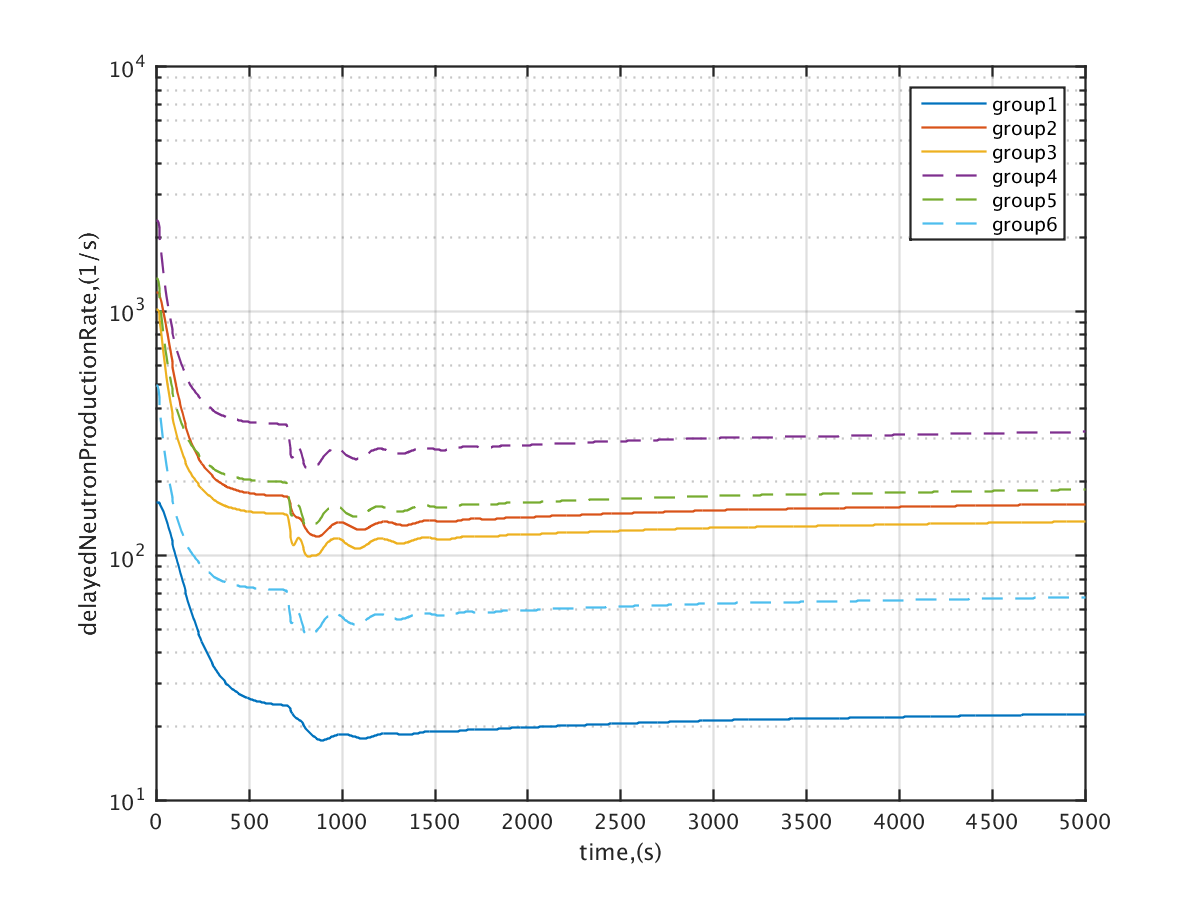 10^4
10^3
10^2
10^1
delayedNeutronProductionRate,(1/s)
group1
group2
group3
group4
group5
group6
0 500 1000 1500 2000 2500 3000 3500 4000 4500 5000
time,(s)